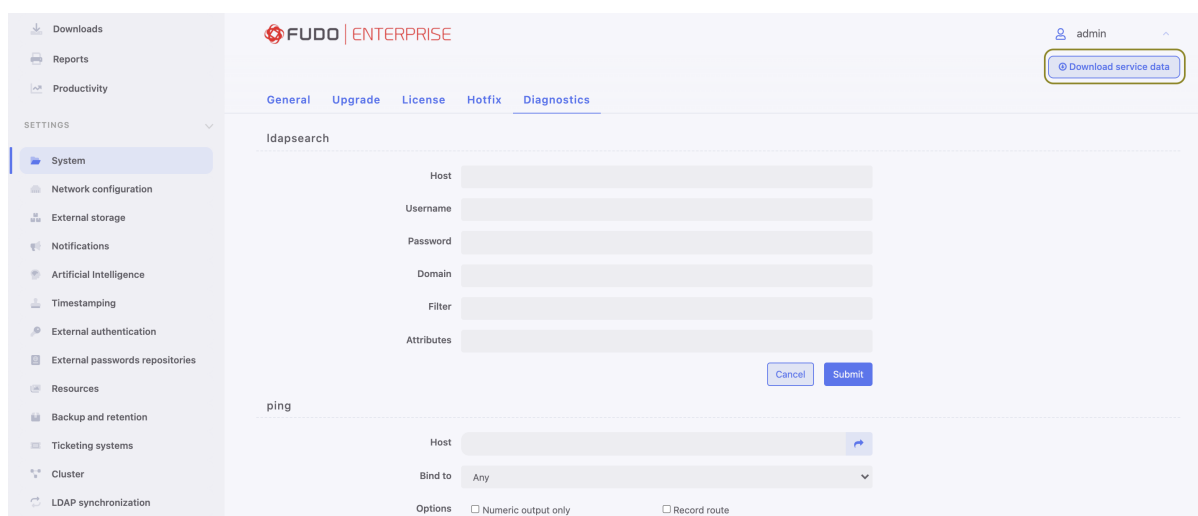 Downloads
Reports
Productivity
SETTINGS
System
Network configuration
External storage
Notifications
Artificial Intelligence
Timestamping
External authentication
External passwords repositories
Resources
Backup and retention
Ticketing systems
Cluster
LDAP synchronization
FUDO ENTERPRISE
admin
Download service data
General Upgrade License Hotfix Diagnostics
ldapsearch
Host
Username
Password
Domain
Filter
Attributes
Cancel Submit
ping
Host
Bind to Any
Options Numeric output only Record route